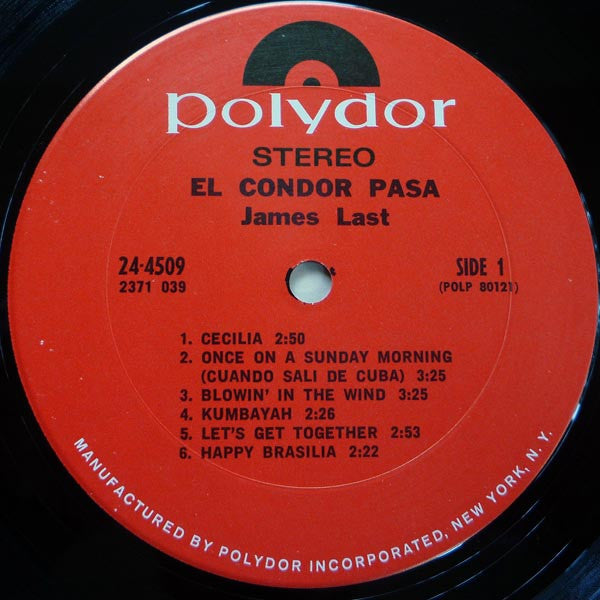 polydor
STEREO
EL CONDOR PASA
James Last
24-4509
2371 039
SIDE 1
(POLP 80121)
1. CECILIA 2:50
2. ONCE ON A SUNDAY MORNING
(CUANDO SALI DE CUBA) 3:25
3. BLOWIN' IN THE WIND 3:25
4. KUMBAYAH 2:26
5. LET'S GET TOGETHER 2:53
6. HAPPY BRASILIA 2:22
MANUFACTURED BY POLYDOR INCORPORATED, NEW YORK, N. Y.